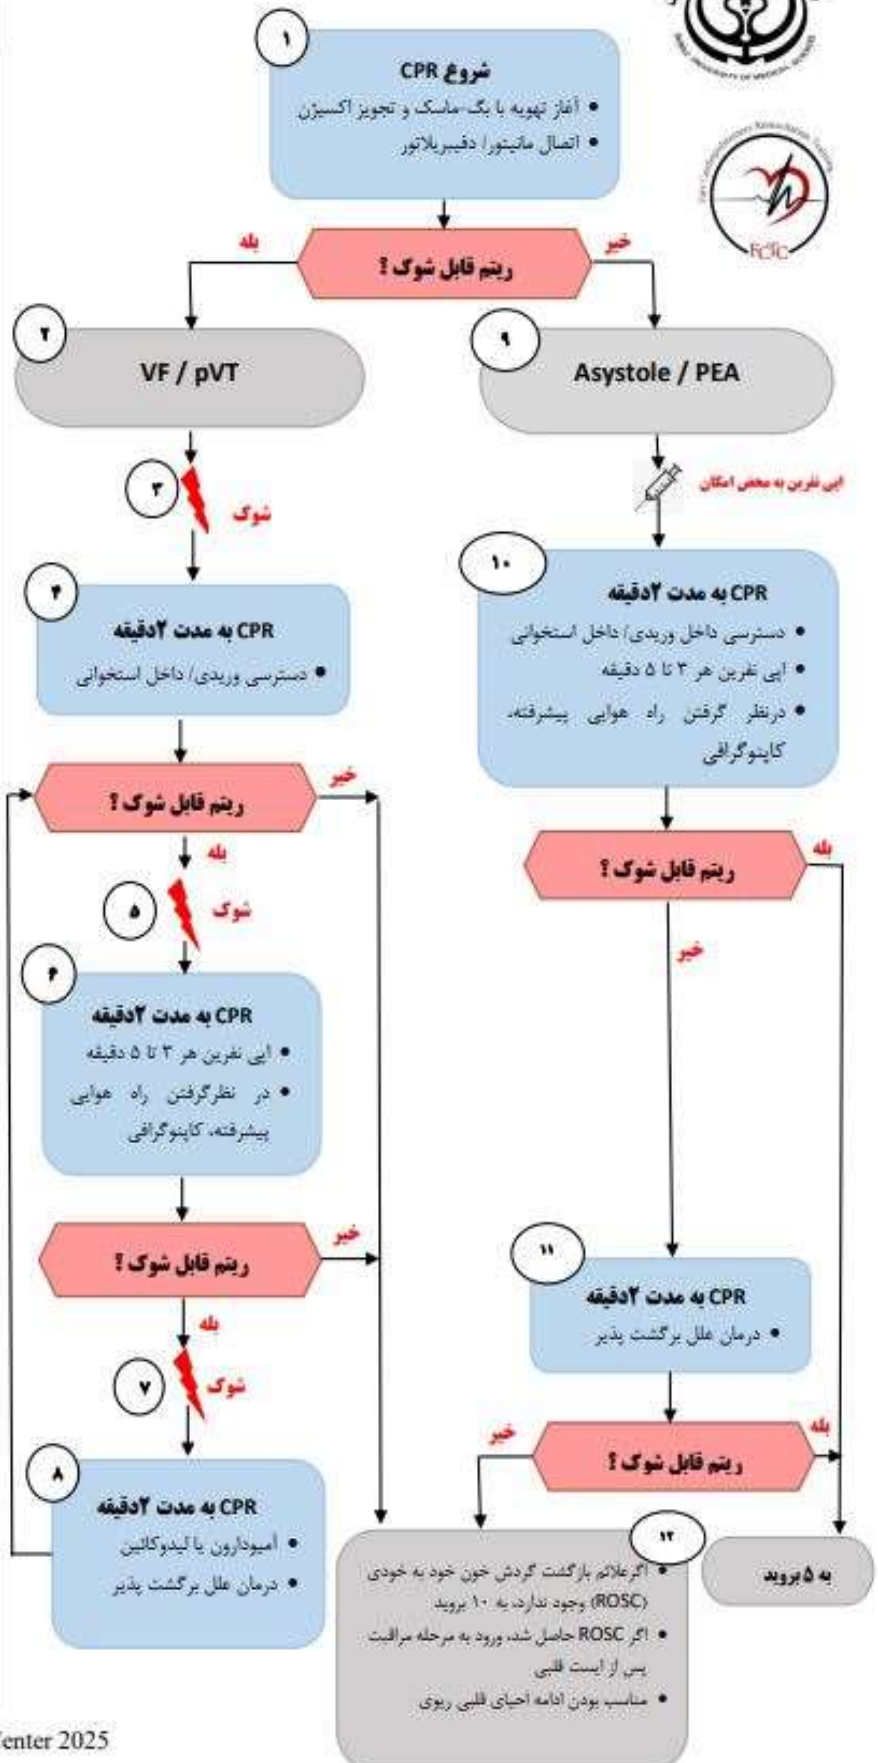 ۱
شروع CPR
• آغاز تهویه با بگ-ماسک و تجویز اکسیژن
• اتصال مانیتور/ دفیبریلاتور
ریتم قابل شوک ؟
بله
خیر
۲
VF / pVT
۳
شوک
۴
CPR به مدت ۲دقیقه
• دسترسی وریدی/ داخل استخوانی
ریتم قابل شوک ؟
خیر
بله
۵
شوک
۶
CPR به مدت ۲دقیقه
• اپی نفرین هر ۳ تا ۵ دقیقه
• در نظرگرفتن راه هوایی
پیشرفته، کاپنوگرافی
ریتم قابل شوک ؟
خیر
بله
۷
شوک
۸
CPR به مدت ۲دقیقه
• آمیودارون یا لیدوکائین
• درمان علل برگشت پذیر
۹
Asystole / PEA
اپی نفرین به محض امکان
۱۰
CPR به مدت ۲دقیقه
• دسترسی داخل وریدی/ داخل استخوانی
• اپی نفرین هر ۳ تا ۵ دقیقه
• درنظر گرفتن راه هوایی پیشرفته،
کاپنوگرافی
ریتم قابل شوک ؟
بله
خیر
۱۱
CPR به مدت ۲دقیقه
• درمان علل برگشت پذیر
ریتم قابل شوک ؟
خیر
بله
۱۲
• اگرعلائم بازگشت گردش خون خود به خودی
(ROSC) وجود ندارد، به ۱۰ بروید
• اگر ROSC حاصل شد، ورود به مرحله مراقبت
پس از ایست قلبی
• مناسب بودن ادامه احیای قلبی ریوی
به ۵ بروید
enter 2025